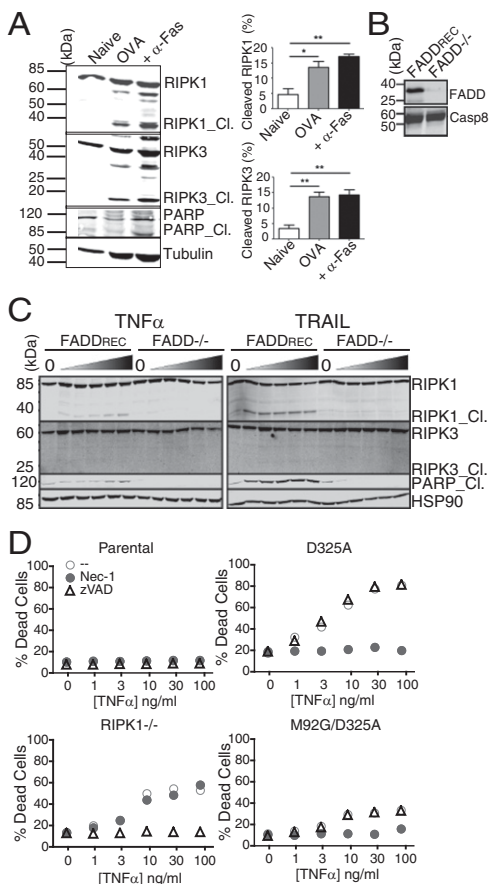 A
(kDa)
Naive
OVA
+ α-Fas
85
60
50
40
RIPK1
RIPK1_Cl.
50
40
25
20
RIPK3
RIPK3_Cl.
120
85
PARP
PARP_Cl.
50
40
Tubulin
Cleaved RIPK1 (%)
20
15
10
5
0
*
**
Naive
OVA
+ α-Fas
Cleaved RIPK3 (%)
20
15
10
5
0
**
**
Naive
OVA
+ α-Fas
B
(kDa)
FADDREC
FADD-/-
40
25
FADD
60
50
Casp8
C
TNFα
TRAIL
(kDa)
FADDREC
FADD-/-
FADDREC
FADD-/-
0
0
0
0
85
RIPK1
40
RIPK1_Cl.
60
RIPK3
25
RIPK3_Cl.
120
PARP_Cl.
85
HSP90
D
Parental
% Dead Cells
100
80
60
40
20
0
--
Nec-1
zVAD
0 1 3 10 30 100
[TNFα] ng/ml
D325A
% Dead Cells
100
80
60
40
20
0
0 1 3 10 30 100
[TNFα] ng/ml
RIPK1-/-
% Dead Cells
100
80
60
40
20
0
0 1 3 10 30 100
[TNFα] ng/ml
M92G/D325A
% Dead Cells
100
80
60
40
20
0
0 1 3 10 30 100
[TNFα] ng/ml